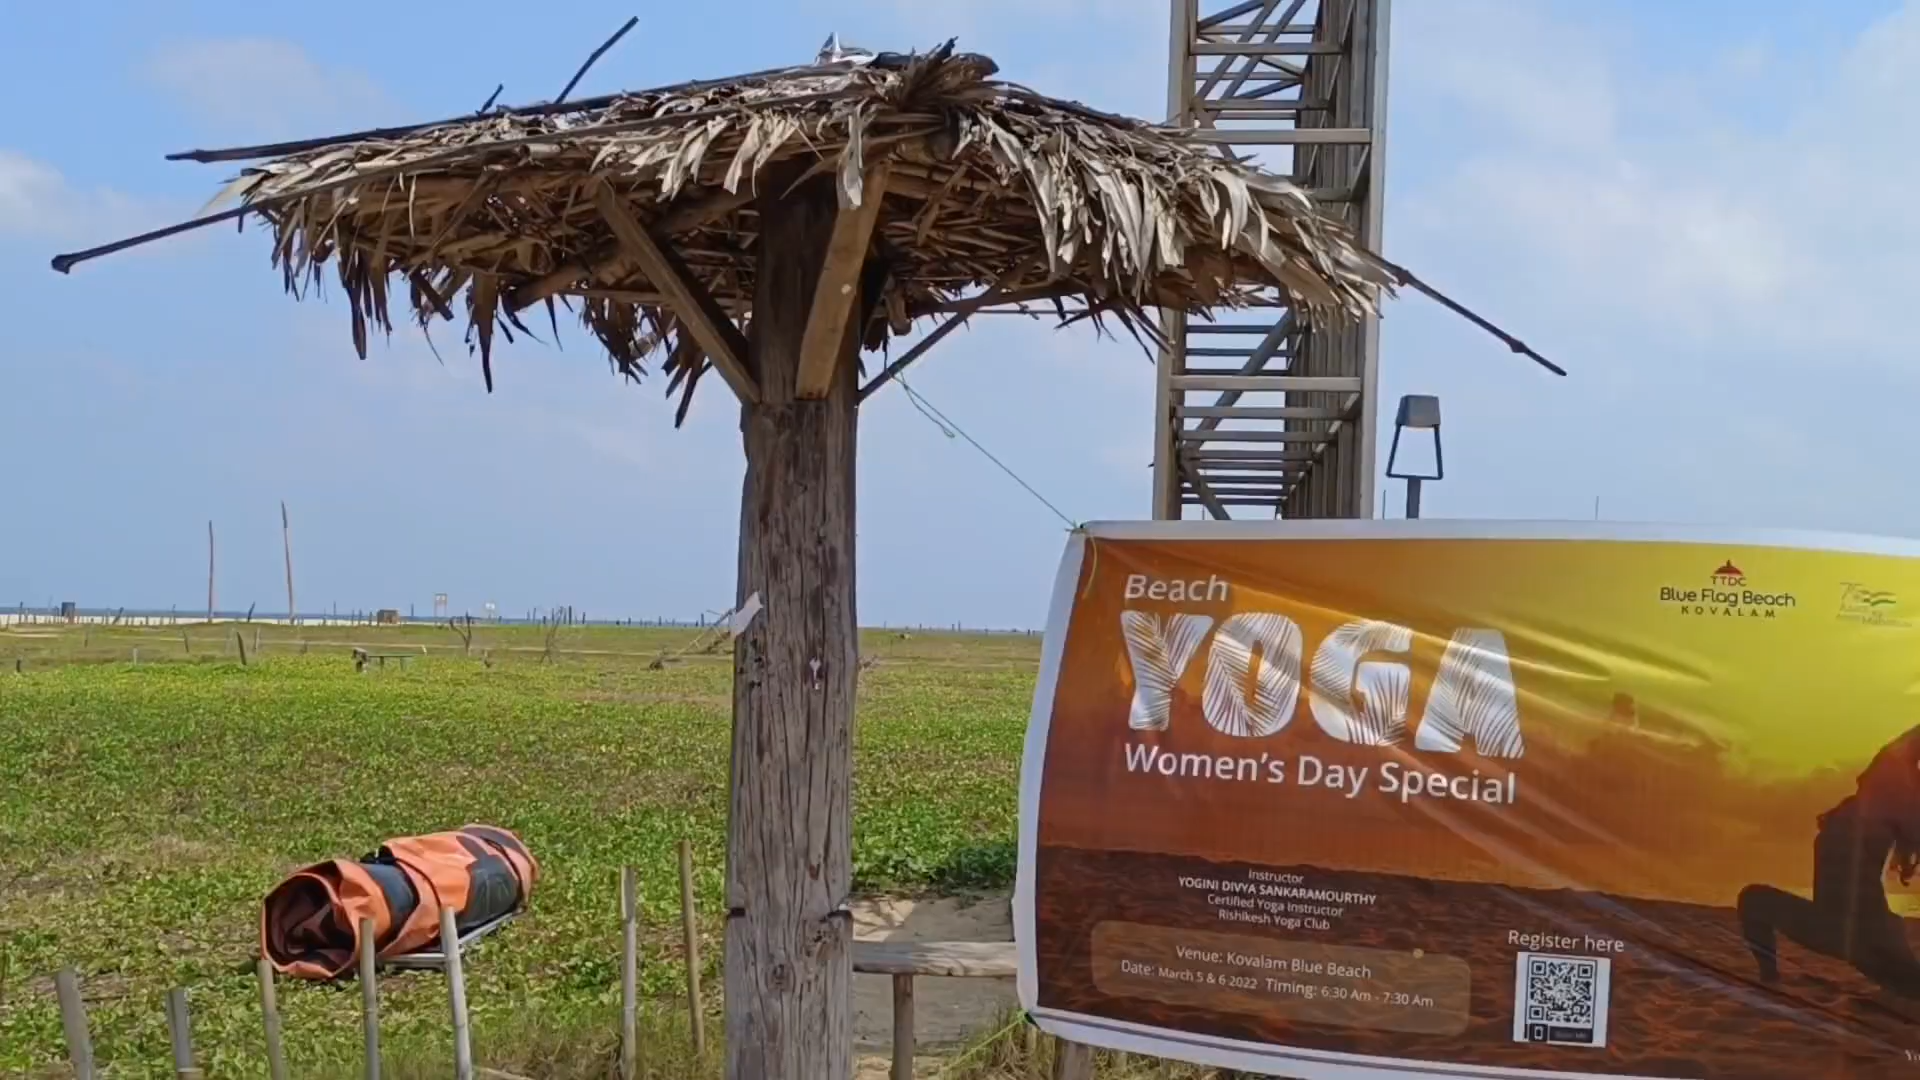 Beach
YOGA
Women's Day Special
TTDC
Blue Flag Beach
KOVALAM
Instructor
YOGINI DIVYA SANKARAMOURTHY
Certified Yoga Instructor
Rishikesh Yoga Club
Venue: Kovalam Blue Beach
Date: March 5 & 6 2022 Timing: 6:30 Am - 7:30 Am
Register here